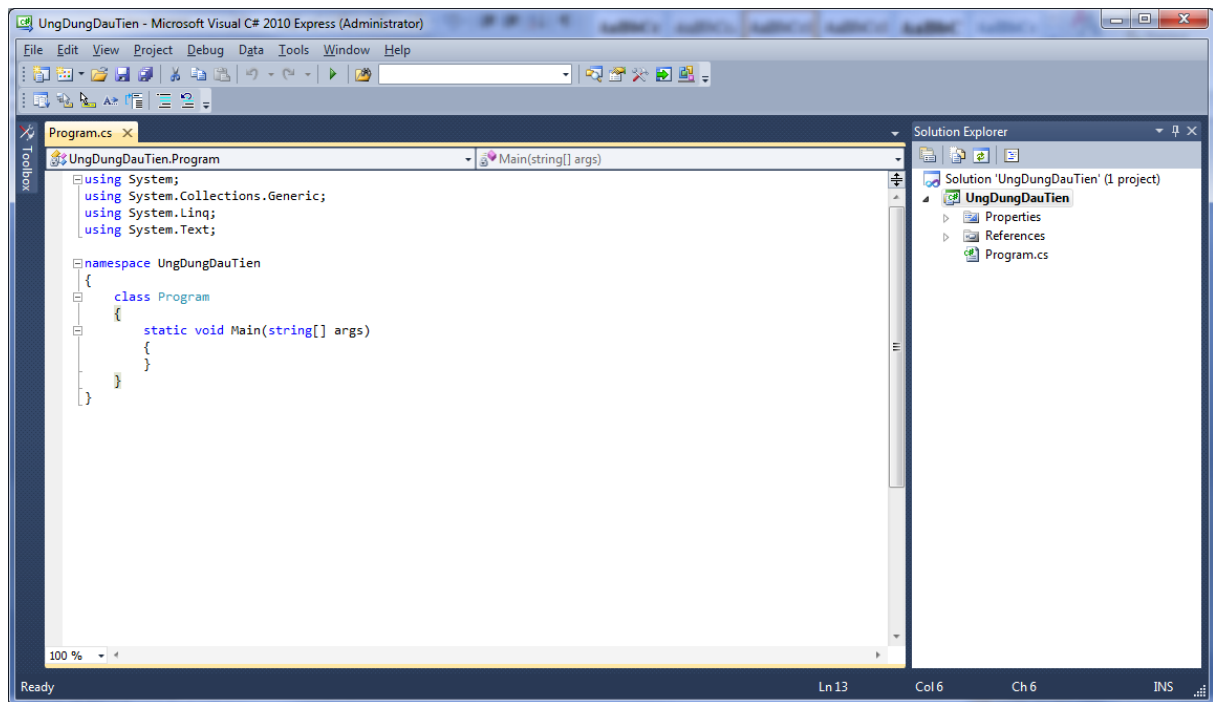 UngDungDauTien - Microsoft Visual C# 2010 Express (Administrator)
File Edit View Project Debug Data Tools Window Help
Toolbox
Program.cs
UngDungDauTien.Program
Main(string[] args)
using System;
using System.Collections.Generic;
using System.Linq;
using System.Text;
namespace UngDungDauTien
{
class Program
{
static void Main(string[] args)
{
}
}
}
100 %
Solution Explorer
Solution 'UngDungDauTien' (1 project)
UngDungDauTien
Properties
References
Program.cs
Ready Ln 13 Col 6 Ch 6 INS